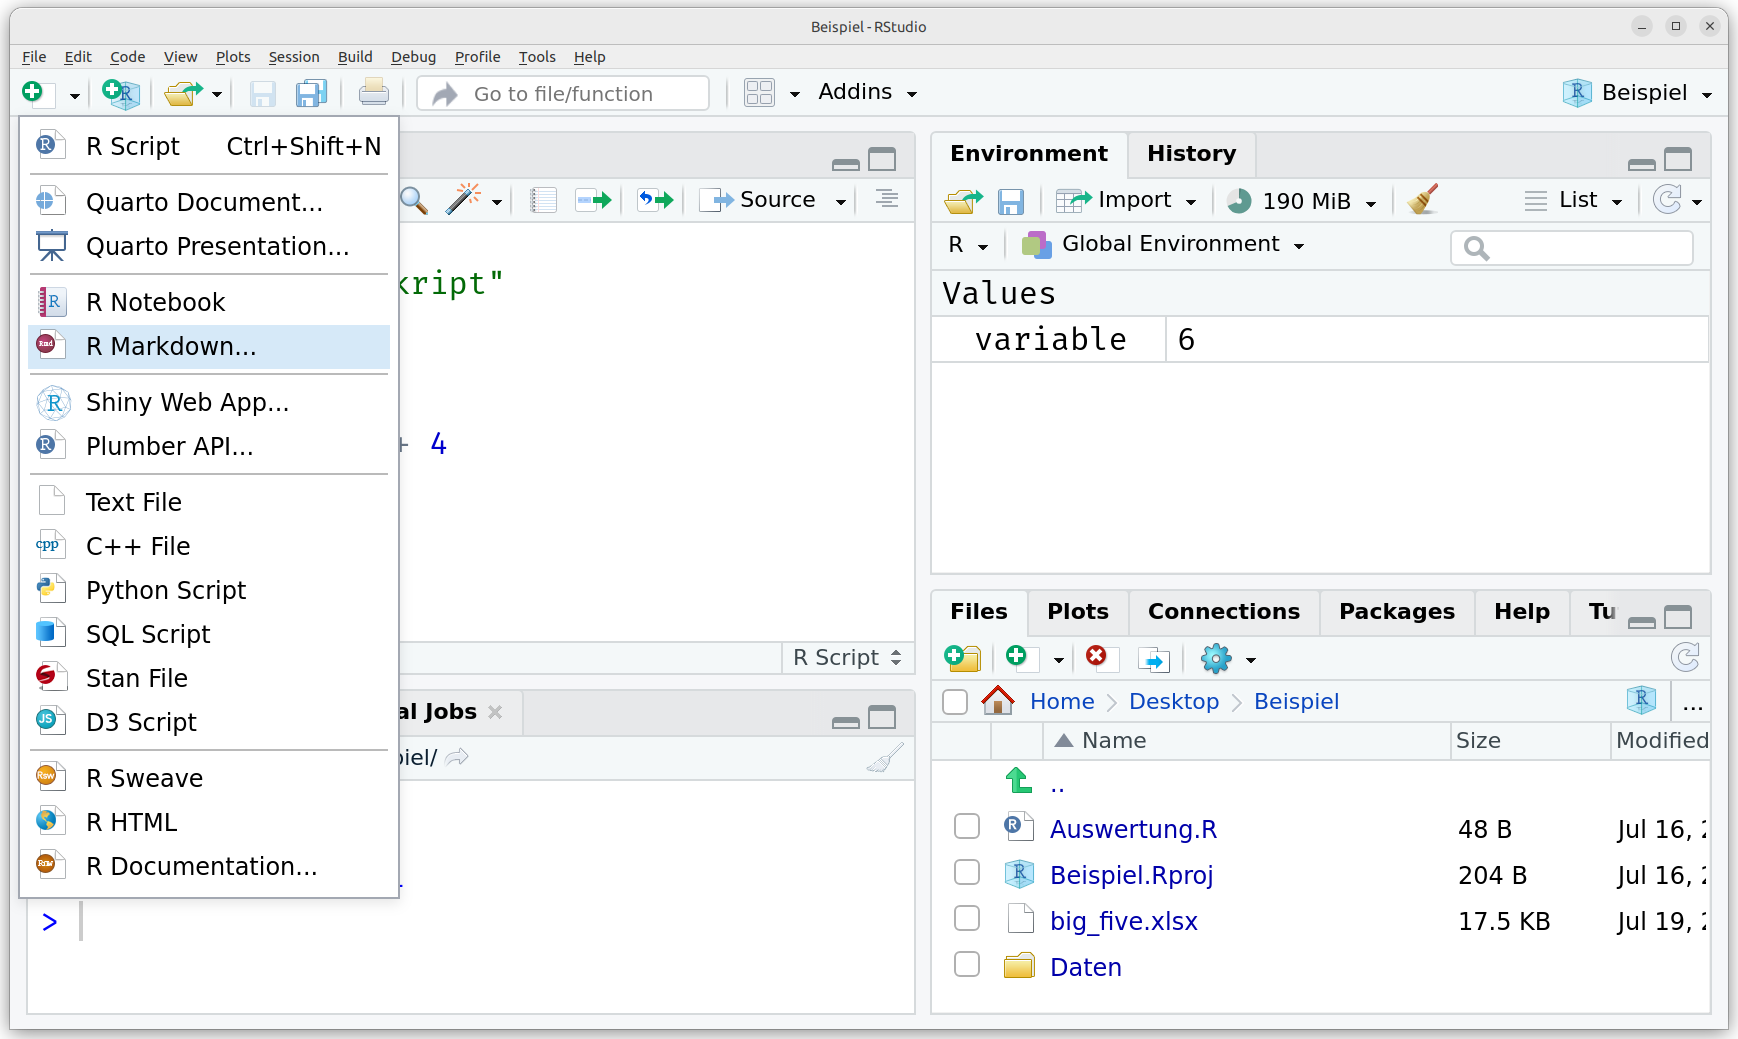 Beispiel - RStudio
File Edit Code View Plots Session Build Debug Profile Tools Help
Go to file/function Addins Beispiel
R Script Ctrl+Shift+N
Quarto Document...
Quarto Presentation...
R Notebook
R Markdown...
Shiny Web App...
Plumber API...
Text File
C++ File
Python Script
SQL Script
Stan File
D3 Script
R Sweave
R HTML
R Documentation...
Source
kript"
+ 4
R Script
al Jobs
piel/
>
Environment History
Import 190 MiB List
R Global Environment
Values
variable 6
Files Plots Connections Packages Help Tu
Home Desktop Beispiel ...
Name Size Modified
..
Auswertung.R 48 B Jul 16, 2
Beispiel.Rproj 204 B Jul 16, 2
big_five.xlsx 17.5 KB Jul 19, 2
Daten